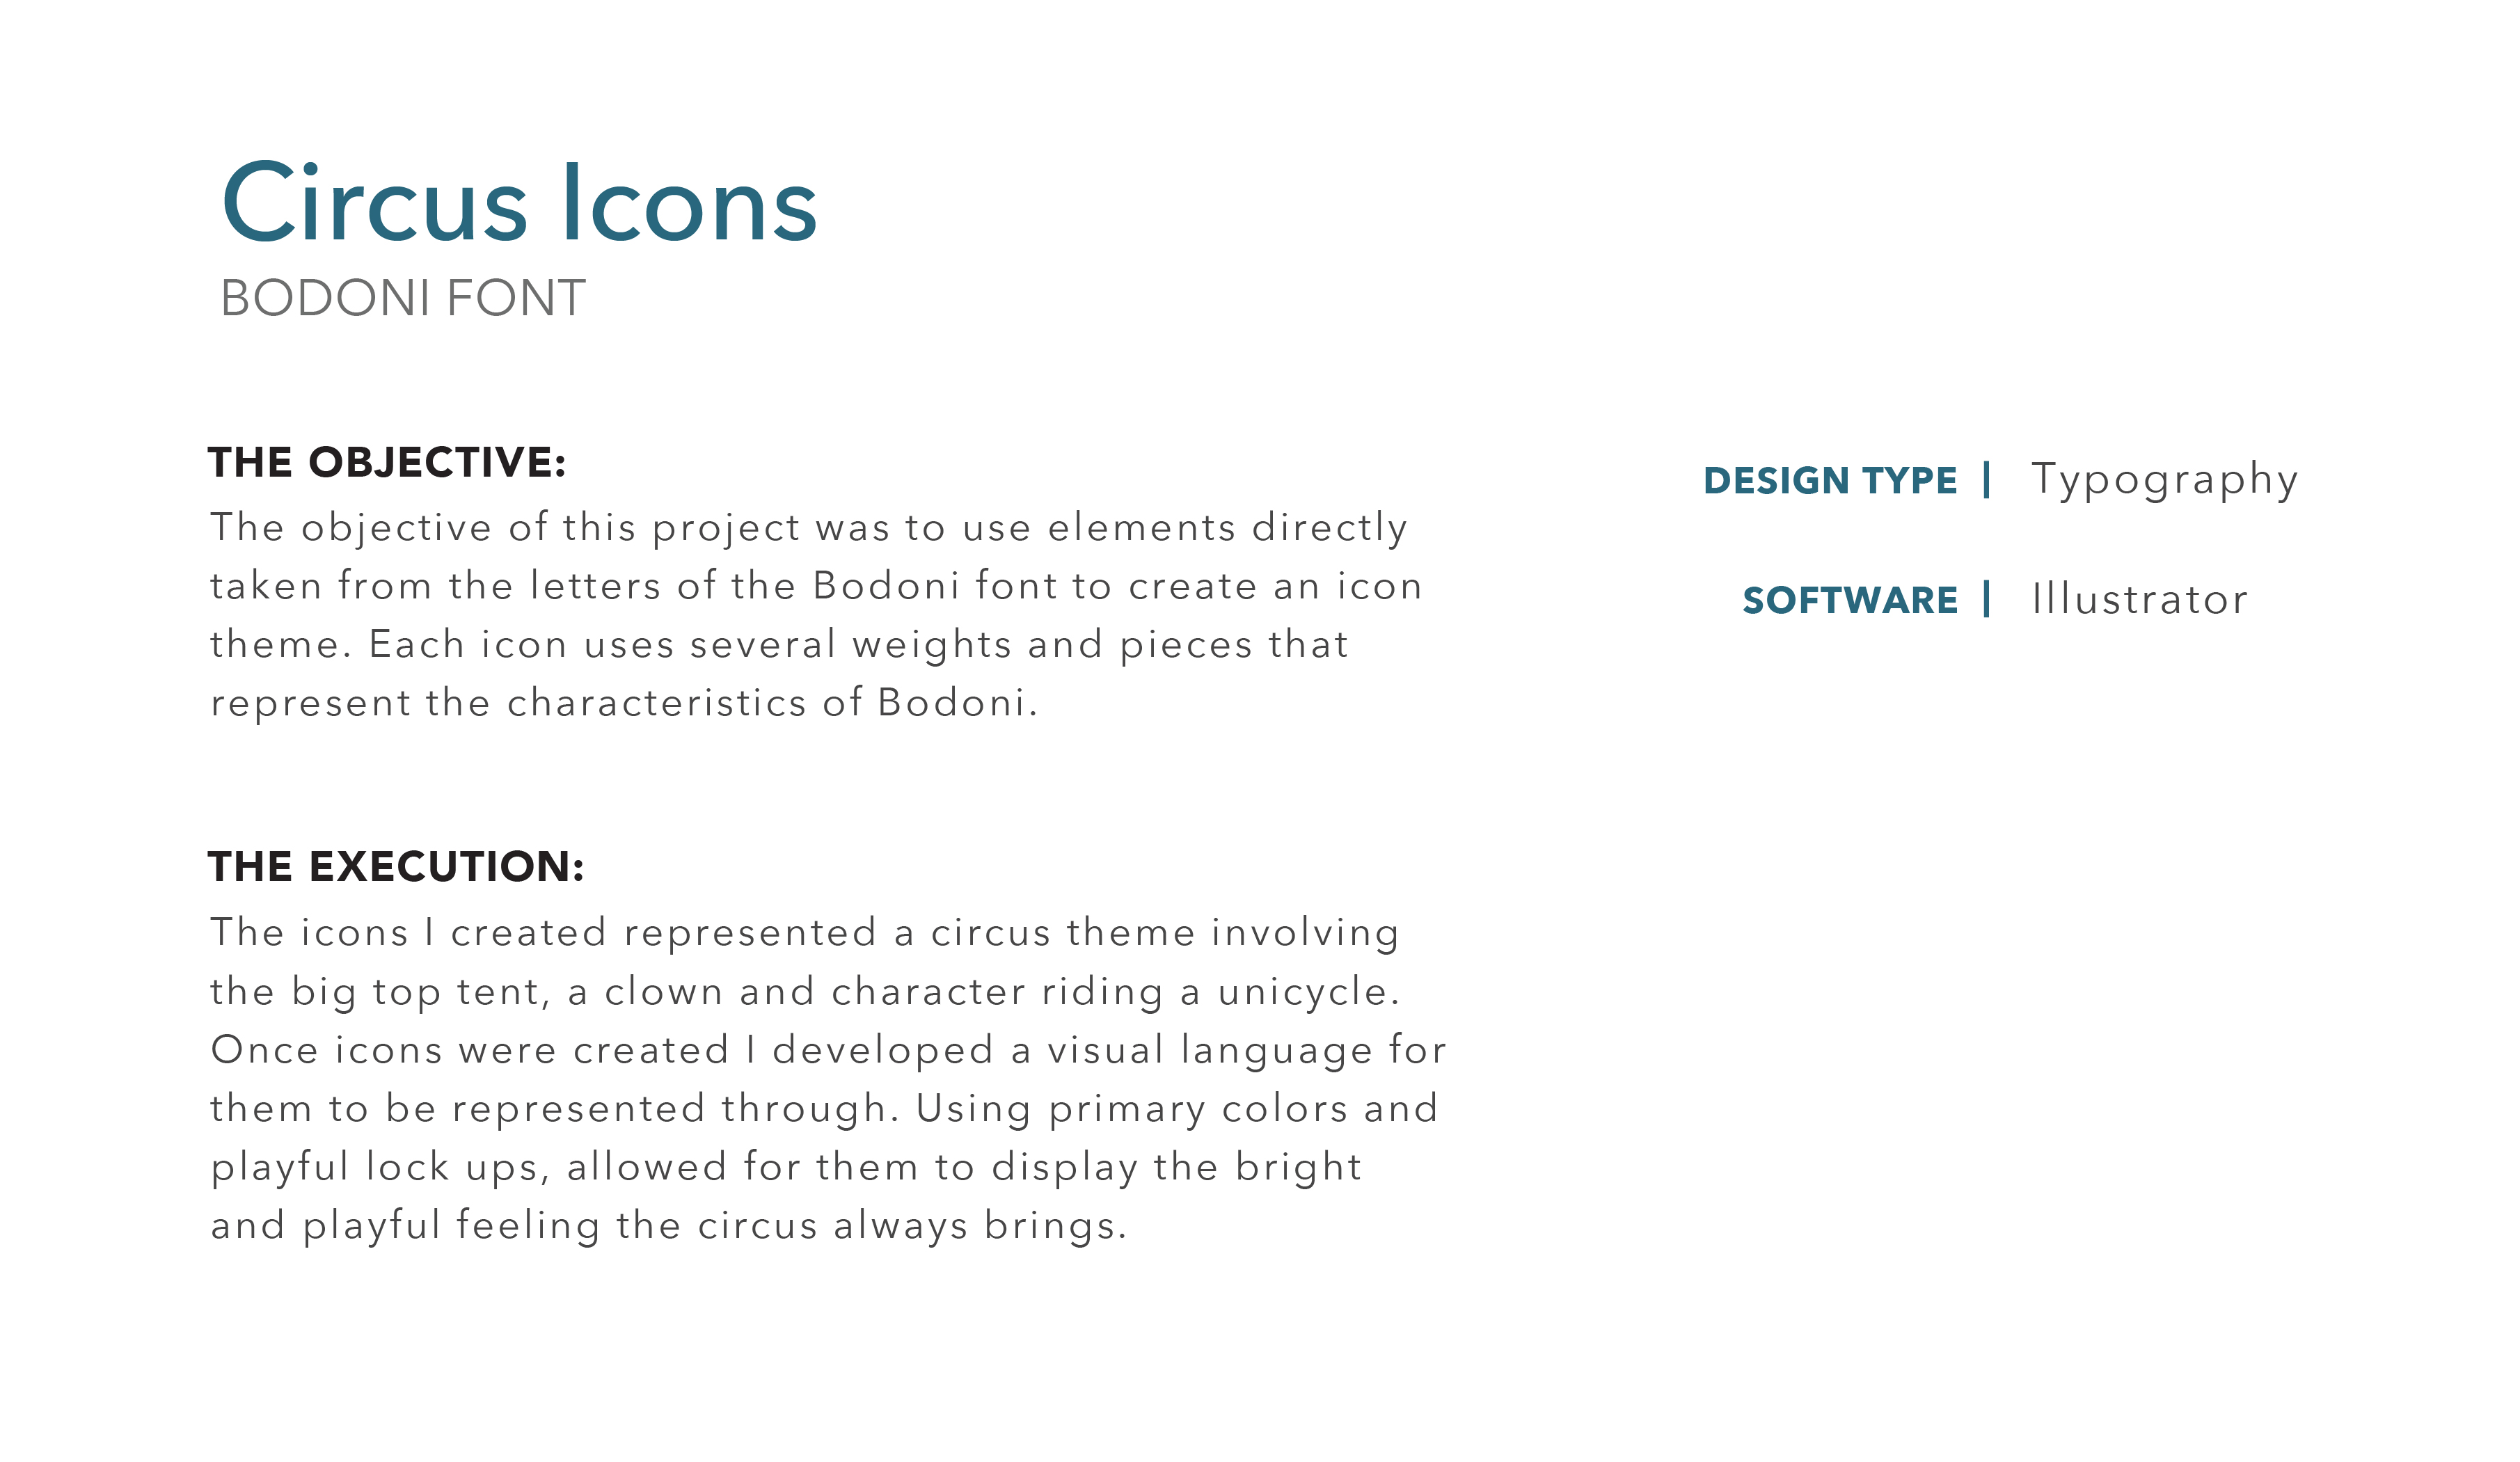 Circus Icons
BODONI FONT
THE OBJECTIVE:
The objective of this project was to use elements directly
taken from the letters of the Bodoni font to create an icon
theme. Each icon uses several weights and pieces that
represent the characteristics of Bodoni.
DESIGN TYPE | Typography
SOFTWARE | Illustrator
THE EXECUTION:
The icons I created represented a circus theme involving
the big top tent, a clown and character riding a unicycle.
Once icons were created I developed a visual language for
them to be represented through. Using primary colors and
playful lock ups, allowed for them to display the bright
and playful feeling the circus always brings.